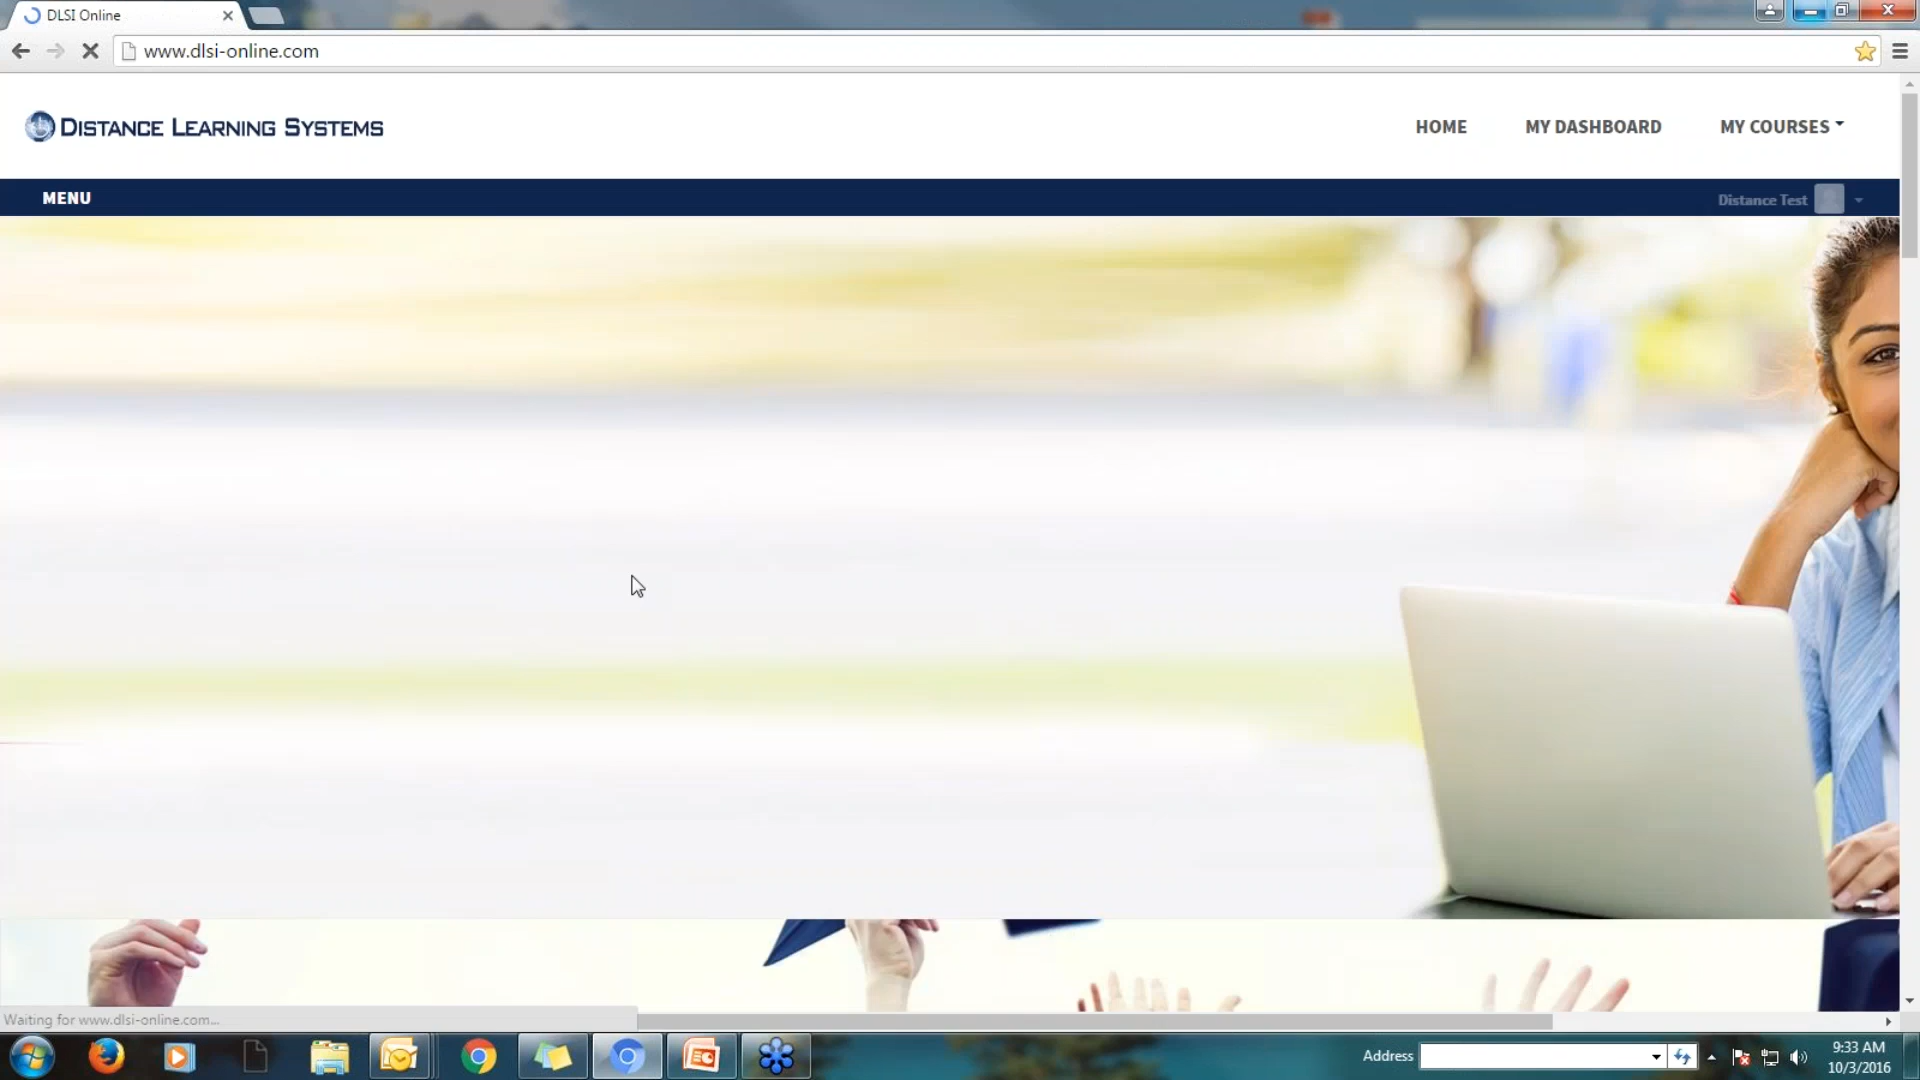 DLSI Online
www.dlsi-online.com
DISTANCE LEARNING SYSTEMS
HOME
MY DASHBOARD
MY COURSES
MENU
Distance Test
Waiting for www.dlsi-online.com...
Address
9:33 AM
10/3/2016